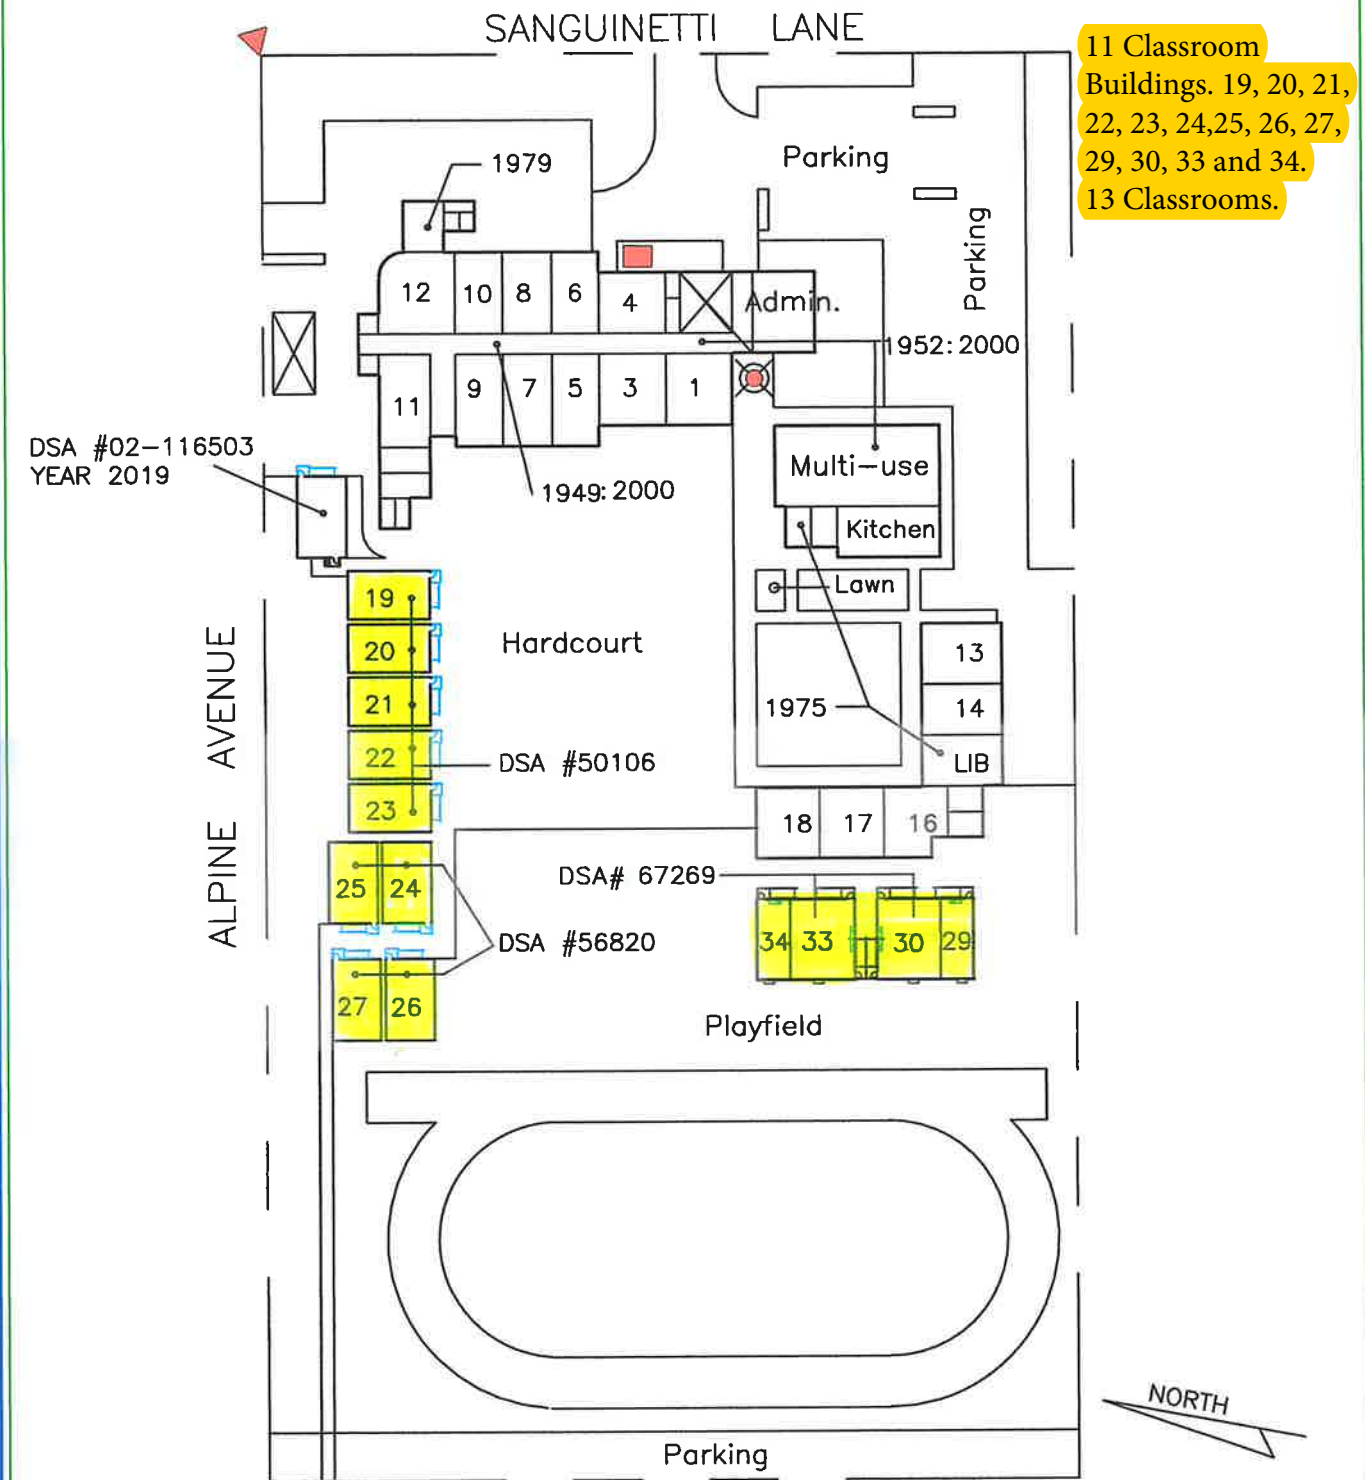 SANGUINETTI LANE
11 Classroom
Buildings. 19, 20, 21,
22, 23, 24,25, 26, 27,
29, 30, 33 and 34.
13 Classrooms.
Parking
1979
Parking
12
10
8
6
4
Admin.
1952:2000
11
9
7
5
3
1
DSA #02-116503
YEAR 2019
1949:2000
Multi-use
Kitchen
Lawn
19
20
21
22
23
Hardcourt
ALPINE AVENUE
13
14
LIB
1975
DSA #50106
18
17
16
DSA# 67269
25
24
DSA #56820
34
33
30
29
27
26
Playfield
NORTH
Parking